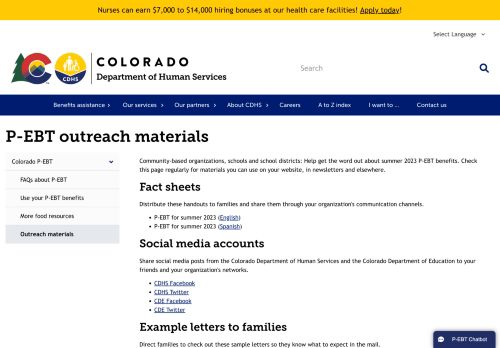 Nurses can earn $7,000 to $14,000 hiring bonuses at our health care facilities! Apply today!
Select Language
C
CDHS
COLORADO
Department of Human Services
Search
Benefits assistance
Our services
Our partners
About CDHS
Careers
A to Z index
I want to ...
Contact us
P-EBT outreach materials
Colorado P-EBT
FAQs about P-EBT
Use your P-EBT benefits
More food resources
Outreach materials
Community-based organizations, schools and school districts: Help get the word out about summer 2023 P-EBT benefits. Check
this page regularly for materials you can use on your website, in newsletters and elsewhere.
Fact sheets
Distribute these handouts to families and share them through your organization's communication channels.
• P-EBT for summer 2023 (English)
• P-EBT for summer 2023 (Spanish)
Social media accounts
Share social media posts from the Colorado Department of Human Services and the Colorado Department of Education to your
friends and your organization's networks.
• CDHS Facebook
• CDHS Twitter
• CDE Facebook
• CDE Twitter
Example letters to families
Direct families to check out these sample letters so they know what to expect in the mail.
P-EBT Chatbot